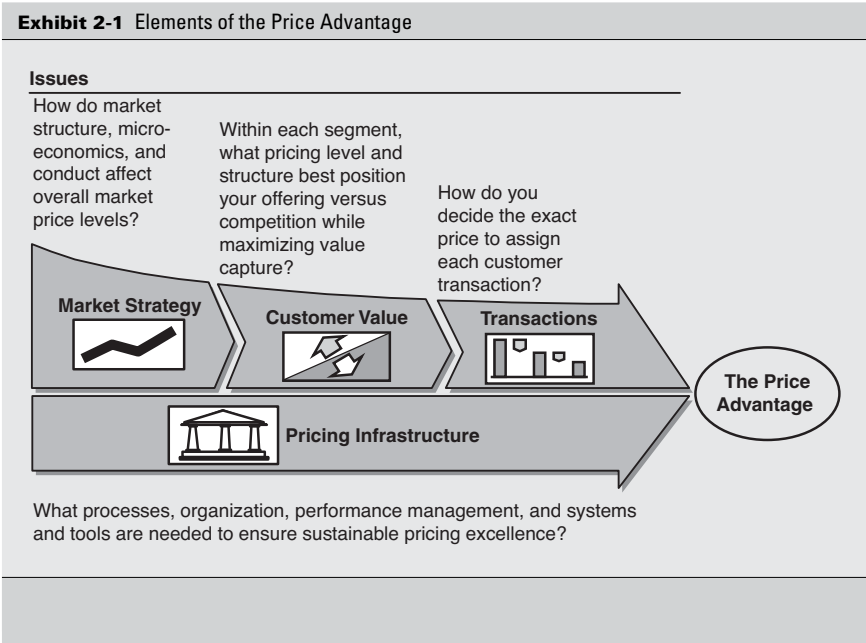 Exhibit 2-1 Elements of the Price Advantage
Issues
How do market
structure, micro-
economics, and
conduct affect
overall market
price levels?
Within each segment,
what pricing level and
structure best position
your offering versus
competition while
maximizing value
capture?
How do you
decide the exact
price to assign
each customer
transaction?
Market Strategy
Customer Value
Transactions
The Price
Advantage
Pricing Infrastructure
What processes, organization, performance management, and systems
and tools are needed to ensure sustainable pricing excellence?